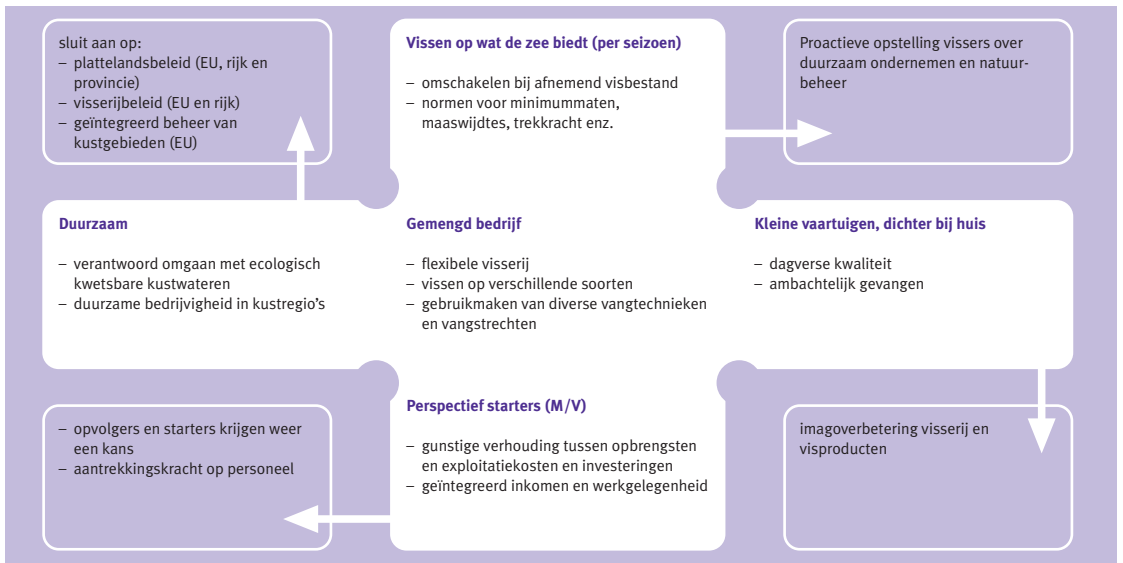 sluit aan op:
– plattelandsbeleid (EU, rijk en
provincie)
– visserijbeleid (EU en rijk)
– geïntegreerd beheer van
kustgebieden (EU)
Vissen op wat de zee biedt (per seizoen)
– omschakelen bij afnemend visbestand
– normen voor minimummaten,
maaswijdtes, trekkracht enz.
Proactieve opstelling vissers over
duurzaam ondernemen en natuur-
beheer
Duurzaam
– verantwoord omgaan met ecologisch
kwetsbare kustwateren
– duurzame bedrijvigheid in kustregio’s
Gemengd bedrijf
– flexibele visserij
– vissen op verschillende soorten
– gebruikmaken van diverse vangtechnieken
en vangstrechten
Kleine vaartuigen, dichter bij huis
– dagverse kwaliteit
– ambachtelijk gevangen
– opvolgers en starters krijgen weer
een kans
– aantrekkingskracht op personeel
Perspectief starters (M/V)
– gunstige verhouding tussen opbrengsten
en exploitatiekosten en investeringen
– geïntegreerd inkomen en werkgelegenheid
imagoverbetering visserij en
visproducten